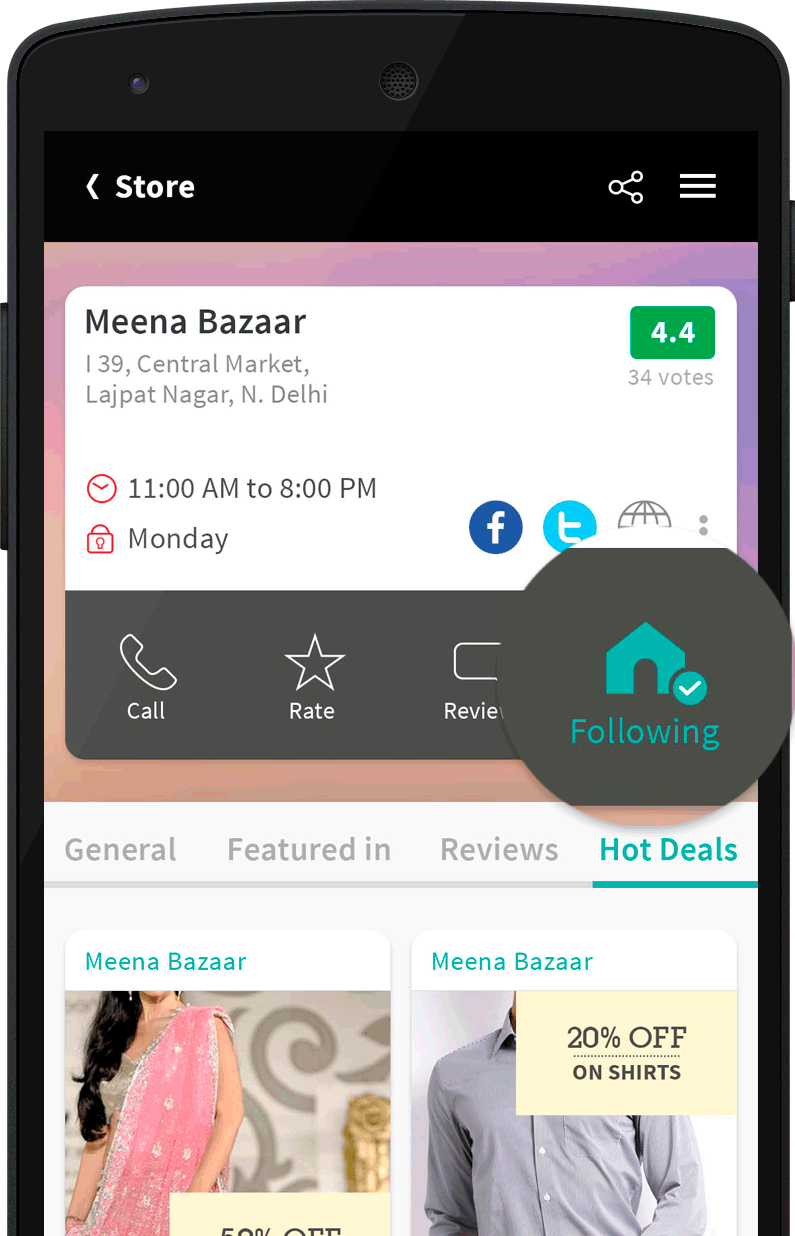 Store
Meena Bazaar
4.4
I 39, Central Market,
34 votes
Lajpat Nagar, N. Delhi
11:00 AM to 8:00 PM
Monday
Call
Rate
Following
General
Featured in
Reviews
Hot Deals
Meena Bazaar
Meena Bazaar
20% OFF
ON SHIRTS